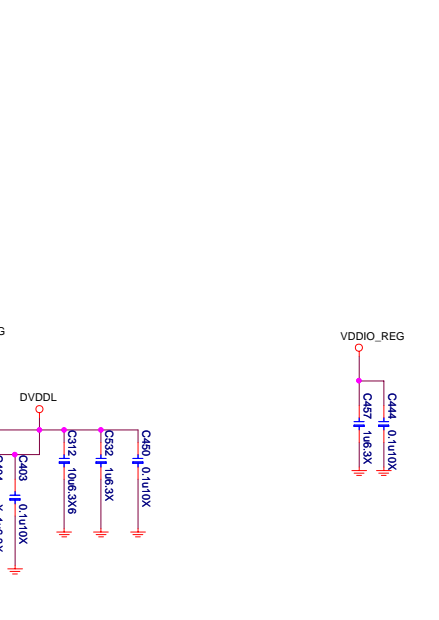 G
VDDIO_REG
DVDDL
C457 1u6.3X
C444 0.1u10X
C312 10u6.3X6
C532 1u6.3X
C450 0.1u10X
C403 0.1u10X